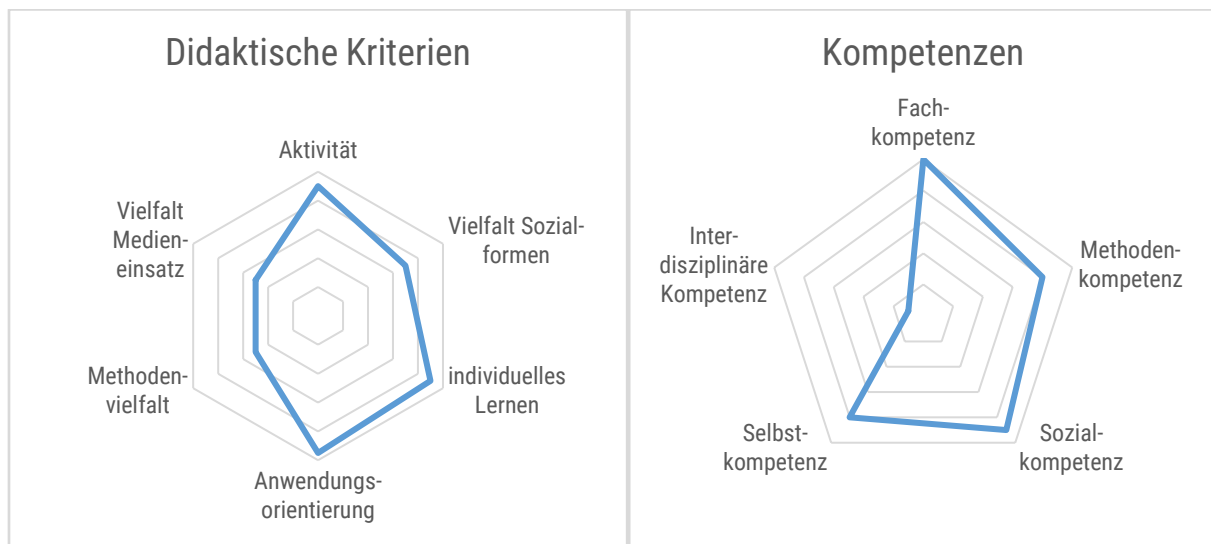 Didaktische Kriterien
Aktivität
Vielfalt Sozial-
formen
individuelles
Lernen
Anwendungs-
orientierung
Methoden-
vielfalt
Vielfalt
Medien-
einsatz
Kompetenzen
Fach-
kompetenz
Methoden-
kompetenz
Sozial-
kompetenz
Selbst-
kompetenz
Inter-
disziplinäre
Kompetenz